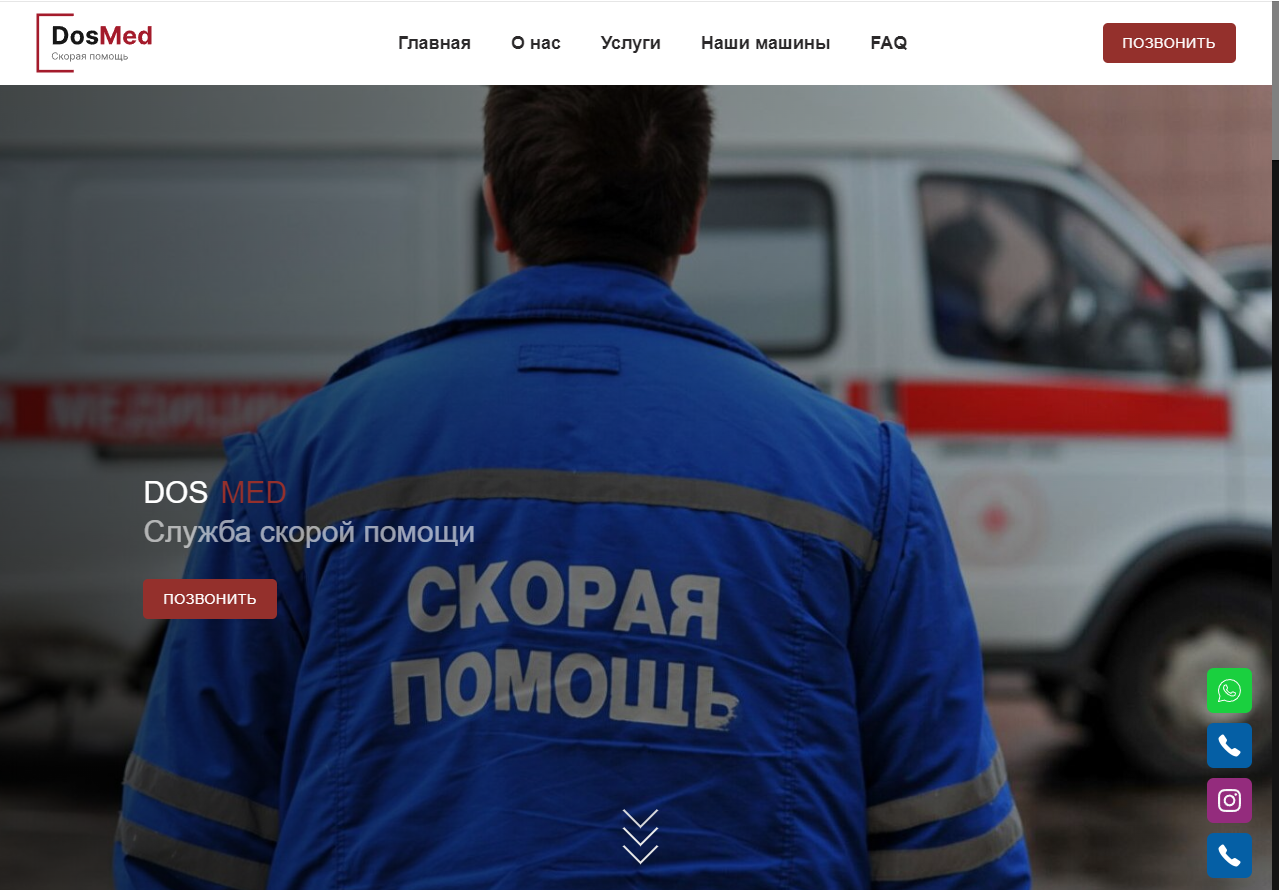 DosMed
Скорая помощь
Главная
О нас
Услуги
Наши машины
FAQ
ПОЗВОНИТЬ
МЕДИЦИН
DOS MED
Служба скорой помощи
ПОЗВОНИТЬ
СКОРАЯ
ПОМОЩЬ